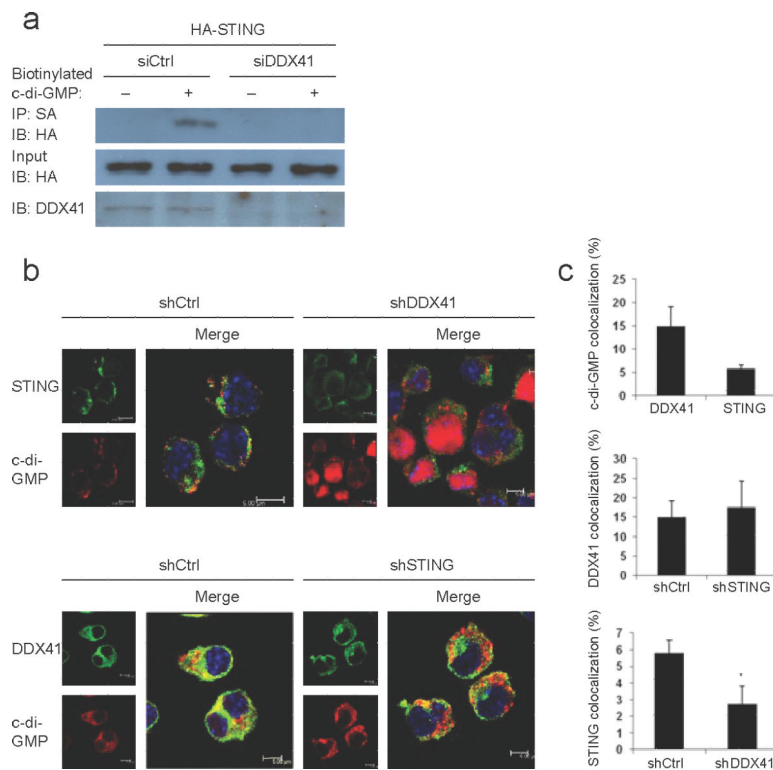 a
HA-STING
siCtrl siDDX41
Biotinylated
c-di-GMP: – + – +
IP: SA
IB: HA
Input
IB: HA
IB: DDX41
b
shCtrl shDDX41
Merge Merge
STING
c-di-
GMP
5.00 µm
shCtrl shSTING
Merge Merge
DDX41
c-di-
GMP
c
c-di-GMP colocalization (%)
25
20
15
10
5
0
DDX41 STING
DDX41 colocalization (%)
30
25
20
15
10
5
0
shCtrl shSTING
STING colocalization (%)
7
6
5
4
3
2
1
0
*
shCtrl shDDX41